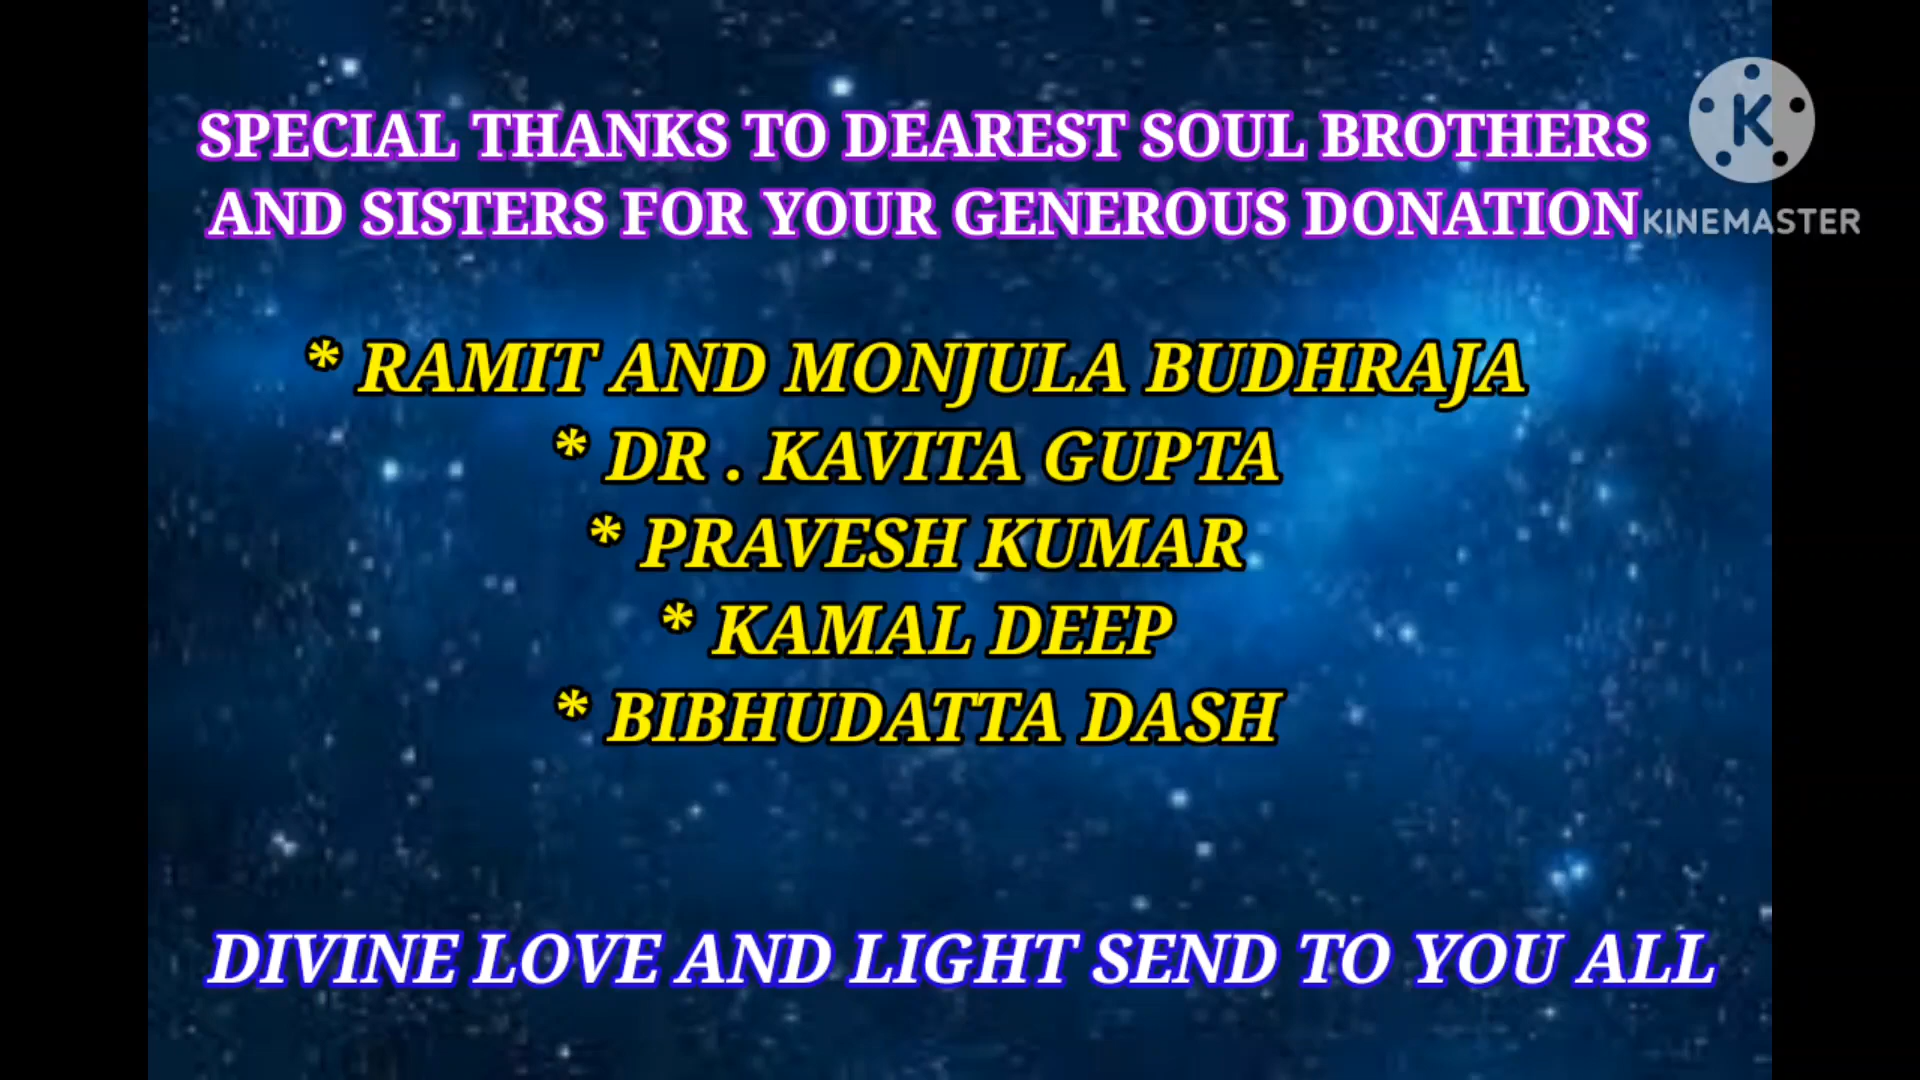 SPECIAL THANKS TO DEAREST SOUL BROTHERS
AND SISTERS FOR YOUR GENEROUS DONATION
K
KINEMASTER
* RAMIT AND MONJULA BUDHRAJA
* DR . KAVITA GUPTA
* PRAVESH KUMAR
* KAMAL DEEP
* BIBHUDATTA DASH
DIVINE LOVE AND LIGHT SEND TO YOU ALL